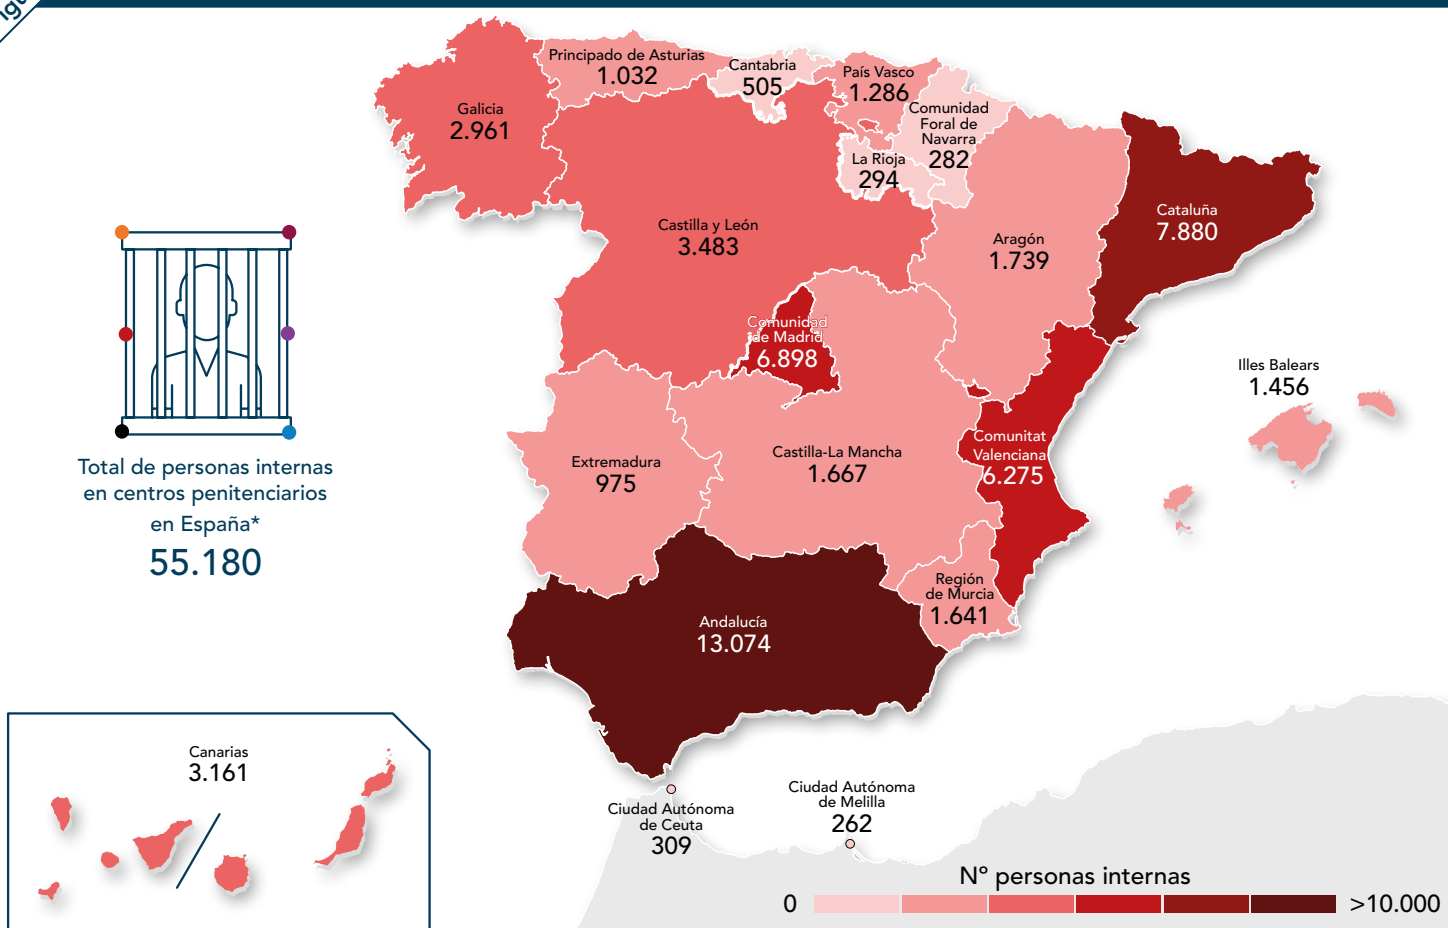 Principado de Asturias
1.032
Cantabria
505
País Vasco
1.286
Comunidad
Foral de
Navarra
282
Galicia
2.961
La Rioja
294
Castilla y León
3.483
Aragón
1.739
Cataluña
7.880
Comunidad
de Madrid
6.898
Illes Balears
1.456
Comunitat
Valenciana
6.275
Castilla-La Mancha
1.667
Extremadura
975
Región
de Murcia
1.641
Andalucía
13.074
Total de personas internas
en centros penitenciarios
en España*
55.180
Canarias
3.161
Ciudad Autónoma
de Ceuta
309
Ciudad Autónoma
de Melilla
262
Nº personas internas
0 >10.000